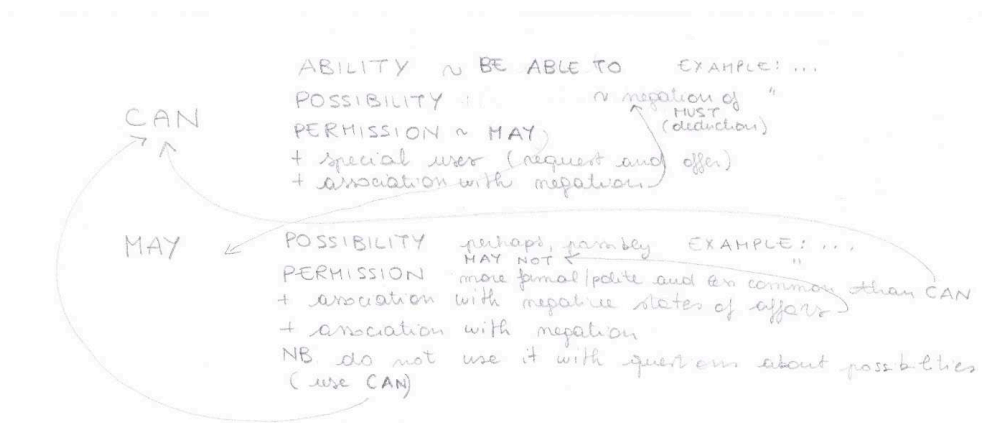 ABILITY ~ BE ABLE TO EXAMPLE: ...
POSSIBILITY ~ negation of "
MUST
CAN
(deduction)
PERMISSION ~ MAY
+ special uses (request and offer)
+ association with negation
MAY POSSIBILITY perhaps, possibly EXAMPLE: ...
MAY NOT "
PERMISSION more formal/polite and less common than CAN
+ association with negative states of affairs
+ association with negation
NB do not use it with questions about possibilities
(use CAN)